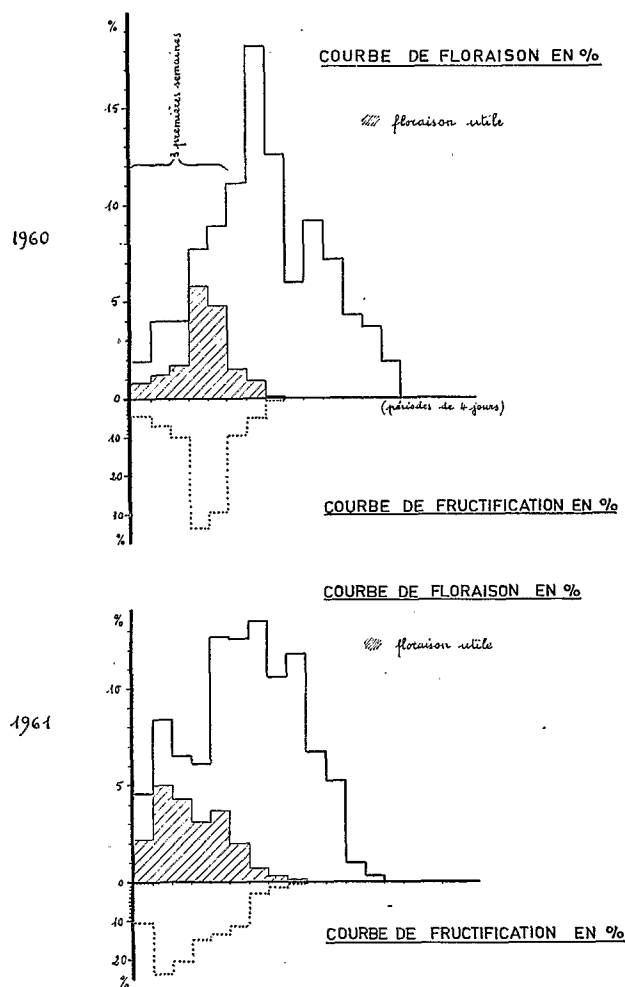 %
COURBE DE FLORAISON EN %
15
floraison utile
3 premières semaines
1960
10
5
0
(périodes de 4 jours)
10
20
30
%
COURBE DE FRUCTIFICATION EN %
COURBE DE FLORAISON EN %
%
floraison utile
10
1961
5
0
10
COURBE DE FRUCTIFICATION EN %
20
%